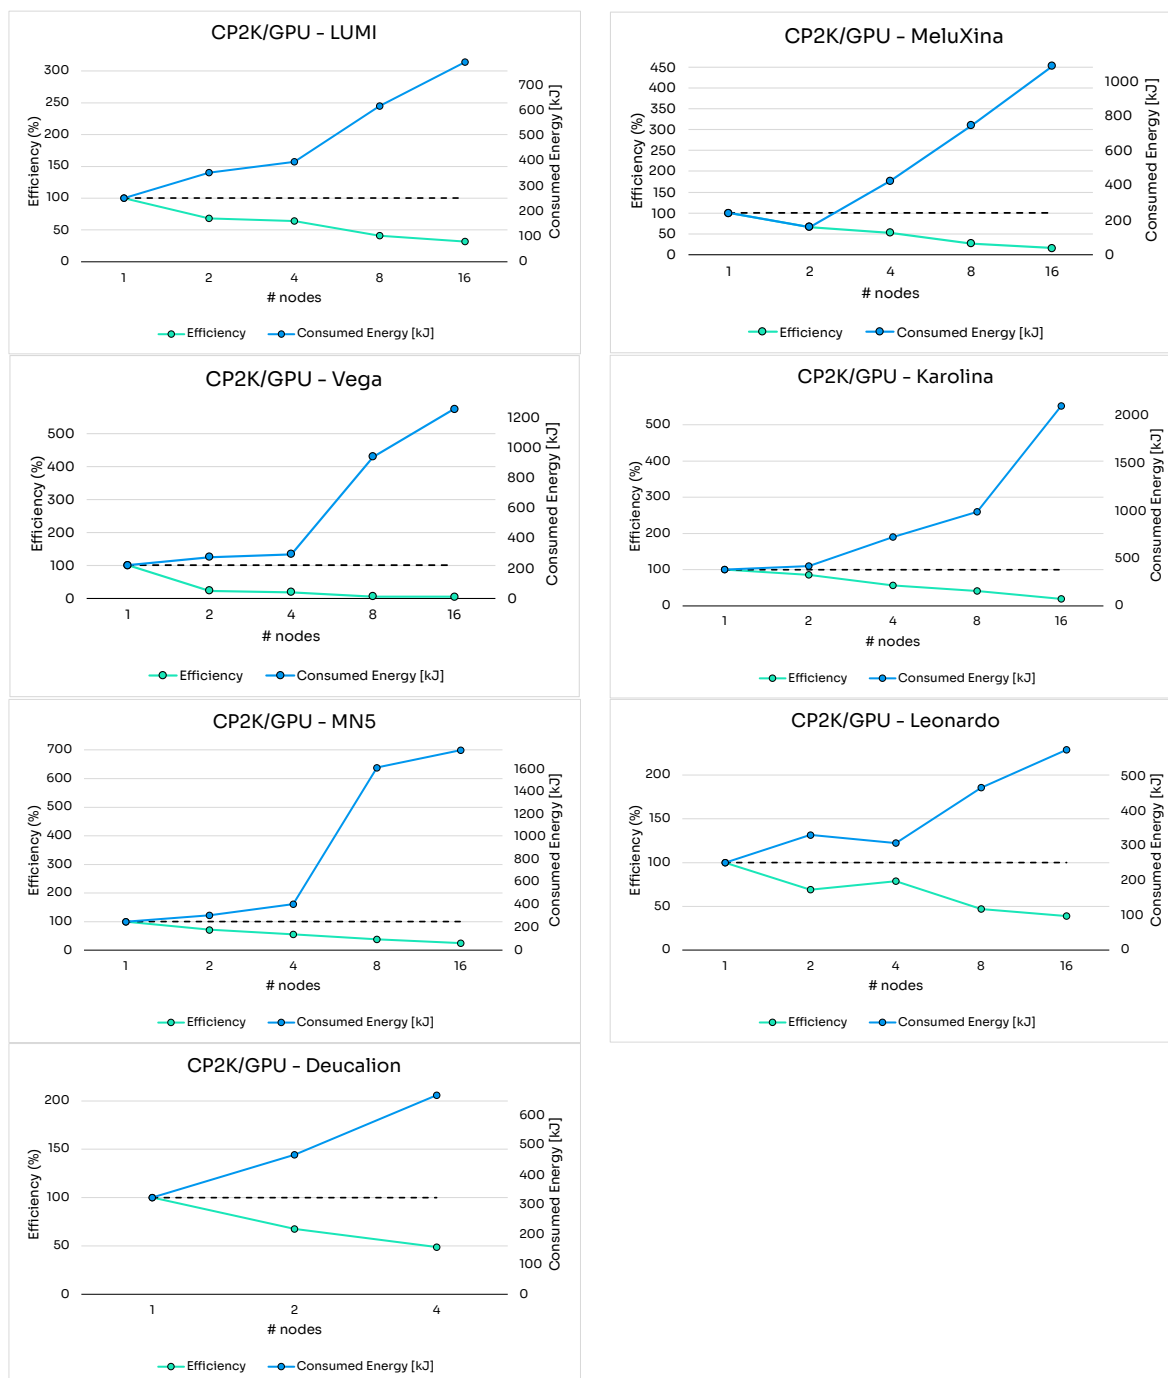 CP2K/GPU - LUMI
Efficiency (%)
300
250
200
150
100
50
0
700
600
500
400
300
200
100
0
Consumed Energy [kJ]
1 2 4 8 16
# nodes
Efficiency Consumed Energy [kJ]
CP2K/GPU - MeluXina
Efficiency (%)
450
400
350
300
250
200
150
100
50
0
1000
800
600
400
200
0
Consumed Energy [kJ]
1 2 4 8 16
# nodes
Efficiency Consumed Energy [kJ]
CP2K/GPU - Vega
Efficiency (%)
500
400
300
200
100
0
1200
1000
800
600
400
200
0
Consumed Energy [kJ]
1 2 4 8 16
# nodes
Efficiency Consumed Energy [kJ]
CP2K/GPU - Karolina
Efficiency (%)
500
400
300
200
100
0
2000
1500
1000
500
0
Consumed Energy [kJ]
1 2 4 8 16
# nodes
Efficiency Consumed Energy [kJ]
CP2K/GPU - MN5
Efficiency (%)
700
600
500
400
300
200
100
0
1600
1400
1200
1000
800
600
400
200
0
Consumed Energy [kJ]
1 2 4 8 16
# nodes
Efficiency Consumed Energy [kJ]
CP2K/GPU - Leonardo
Efficiency (%)
200
150
100
50
0
500
400
300
200
100
0
Consumed Energy [kJ]
1 2 4 8 16
# nodes
Efficiency Consumed Energy [kJ]
CP2K/GPU - Deucalion
Efficiency (%)
200
150
100
50
0
600
500
400
300
200
100
0
Consumed Energy [kJ]
1 2 4
# nodes
Efficiency Consumed Energy [kJ]